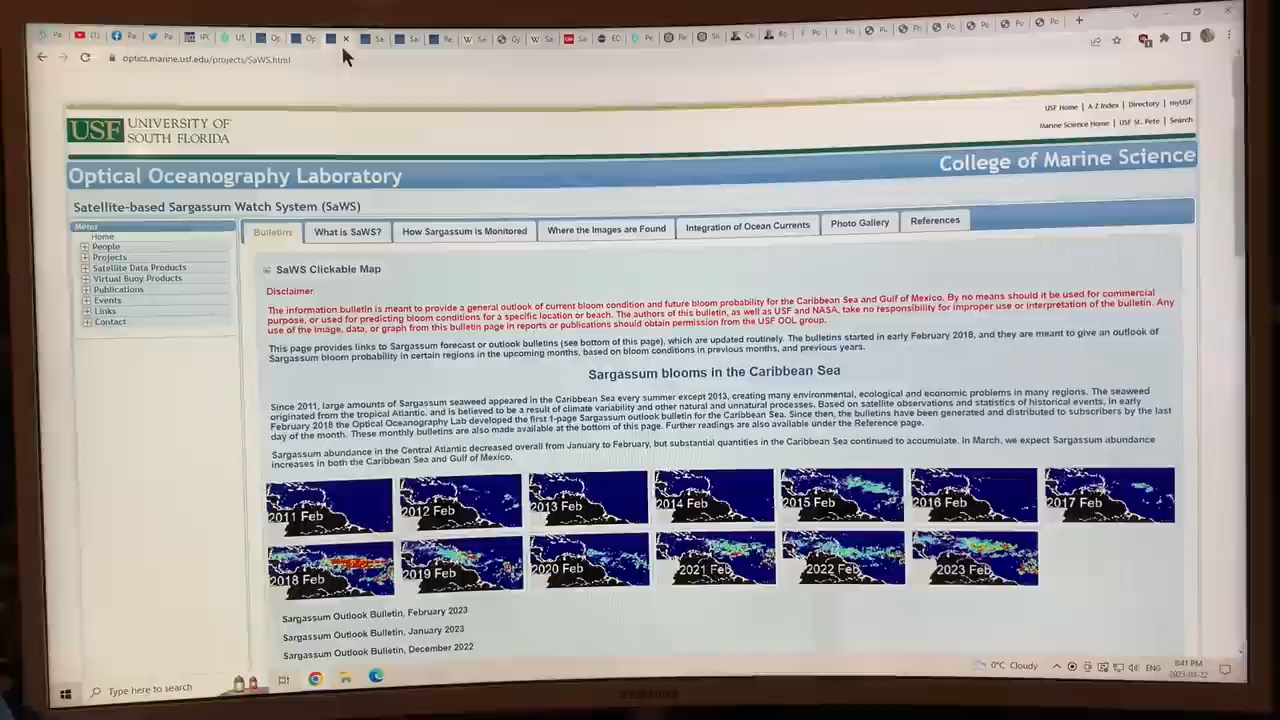 optics.marine.usf.edu/projects/SaWS.html
USF Home | A-Z Index | Directory | myUSF
USF UNIVERSITY OF
SOUTH FLORIDA
Marine Science Home | USF St. Pete | Search
Optical Oceanography Laboratory
College of Marine Science
Satellite-based Sargassum Watch System (SaWS)
Menu
Home
People
Projects
Satellite Data Products
Virtual Buoy Products
Publications
Events
Links
Contact
Bulletins What is SaWS? How Sargassum is Monitored Where the Images are Found Integration of Ocean Currents Photo Gallery References
SaWS Clickable Map
Disclaimer
The information bulletin is meant to provide a general outlook of current bloom condition and future bloom probability for the Caribbean Sea and Gulf of Mexico. By no means should it be used for commercial
purpose, or used for predicting bloom conditions for a specific location or beach. The authors of this bulletin, as well as USF and NASA, take no responsibility for improper use or interpretation of the bulletin. Any
use of the image, data, or graph from this bulletin page in reports or publications should obtain permission from the USF OOL group.
This page provides links to Sargassum forecast or outlook bulletins (see bottom of this page), which are updated routinely. The bulletins started in early February 2018, and they are meant to give an outlook of
Sargassum bloom probability in certain regions in the upcoming months, based on bloom conditions in previous months, and previous years.
Sargassum blooms in the Caribbean Sea
Since 2011, large amounts of Sargassum seaweed appeared in the Caribbean Sea every summer except 2013, creating many environmental, ecological and economic problems in many regions. The seaweed
originated from the tropical Atlantic, and is believed to be a result of climate variability and other natural and unnatural processes. Based on satellite observations and statistics of historical events, in early
February 2018 the Optical Oceanography Lab developed the first 1-page Sargassum outlook bulletin for the Caribbean Sea. Since then, the bulletins have been generated and distributed to subscribers by the last
day of the month. These monthly bulletins are also made available at the bottom of this page. Further readings are also available under the Reference page.
Sargassum abundance in the Central Atlantic decreased overall from January to February, but substantial quantities in the Caribbean Sea continued to accumulate. In March, we expect Sargassum abundance
increases in both the Caribbean Sea and Gulf of Mexico.
2011 Feb 2012 Feb 2013 Feb 2014 Feb 2015 Feb 2016 Feb 2017 Feb
2018 Feb 2019 Feb 2020 Feb 2021 Feb 2022 Feb 2023 Feb
Sargassum Outlook Bulletin, February 2023
Sargassum Outlook Bulletin, January 2023
Sargassum Outlook Bulletin, December 2022
Type here to search
0°C Cloudy
ENG
8:41 PM